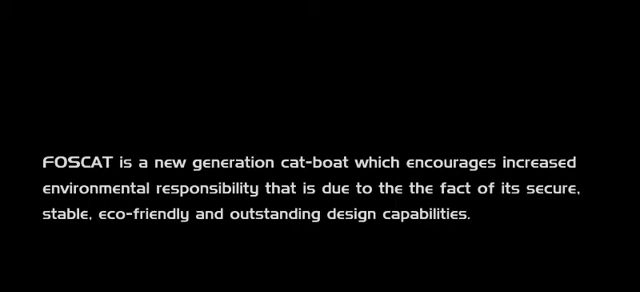 FOSCAT is a new generation cat-boat which encourages increased
environmental responsibility that is due to the the fact of its secure,
stable, eco-friendly and outstanding design capabilities.